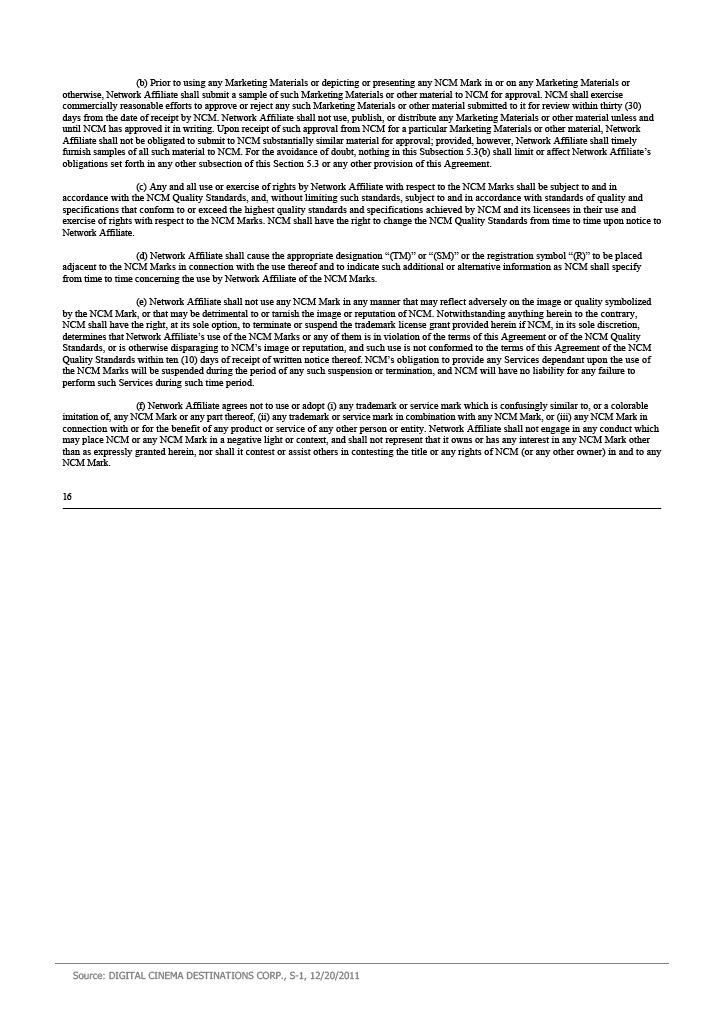 (b) Prior to using any Marketing Materials or depicting or presenting any NCM Mark in or on any Marketing Materials or
otherwise, Network Affiliate shall submit a sample of such Marketing Materials or other material to NCM for approval. NCM shall exercise
commercially reasonable efforts to approve or reject any such Marketing Materials or other material submitted to it for review within thirty (30)
days from the date of receipt by NCM. Network Affiliate shall not use, publish, or distribute any Marketing Materials or other material unless and
until NCM has approved it in writing. Upon receipt of such approval from NCM for a particular Marketing Materials or other material, Network
Affiliate shall not be obligated to submit to NCM substantially similar material for approval; provided, however, Network Affiliate shall timely
furnish samples of all such material to NCM. For the avoidance of doubt, nothing in this Subsection 5.3(b) shall limit or affect Network Affiliate’s
obligations set forth in any other subsection of this Section 5.3 or any other provision of this Agreement.
(c) Any and all use or exercise of rights by Network Affiliate with respect to the NCM Marks shall be subject to and in
accordance with the NCM Quality Standards, and, without limiting such standards, subject to and in accordance with standards of quality and
specifications that conform to or exceed the highest quality standards and specifications achieved by NCM and its licensees in their use and
exercise of rights with respect to NCM Marks. NCM shall have the right to change the NCM Quality Standards from time to time upon notice to
Network Affiliate.
(d) Network Affiliate shall cause the appropriate designation “(TM)” or “(SM)” or the registration symbol “(R)” to be placed
adjacent to the NCM Marks in connection with the use thereof and to indicate such additional or alternative information as NCM shall specify
from time to time concerning the use by Network Affiliate of the NCM Marks.
(e) Network Affiliate shall not use any NCM Mark in any manner that may reflect adversely on the image or quality symbolized
by the NCM Mark, or that may be detrimental to or tarnish the image or reputation of NCM. Notwithstanding anything herein to the contrary,
NCM shall have the right, at its sole option, to terminate or suspend the trademark license grant provided herein if NCM, in its sole discretion,
determines that Network Affiliate’s use of the NCM Marks or any of them is in violation of the terms of this Agreement or of the NCM Quality
Standards, or is otherwise disparaging to NCM’s image or reputation, and such use is not conformed to the terms of this Agreement of the NCM
Quality Standards within ten (10) days of receipt of written notice thereof. NCM’s obligation to provide any Services dependant upon the use of
the NCM Marks will be suspended during the period of any such suspension or termination, and NCM will have no liability for any failure to
perform such Services during such time period.
(f) Network Affiliate agrees not to use or adopt (i) any trademark or service mark which is confusingly similar to, or a colorable
imitation of, any NCM Mark or any part thereof, (ii) any trademark or service mark in combination with any NCM Mark, or (iii) any NCM Mark in
connection with or for the benefit of any product or service of any other person or entity. Network Affiliate shall not engage in any conduct which
may place NCM or any NCM Mark in a negative light or context, and shall not represent that it owns or has any interest in any NCM Mark other
than as expressly granted herein, nor shall it contest or assist others in contesting the title or any rights of NCM (or any other owner) in and to any
NCM Mark.
16
Source: DIGITAL CINEMA DESTINATIONS CORP., S-1, 12/20/2011